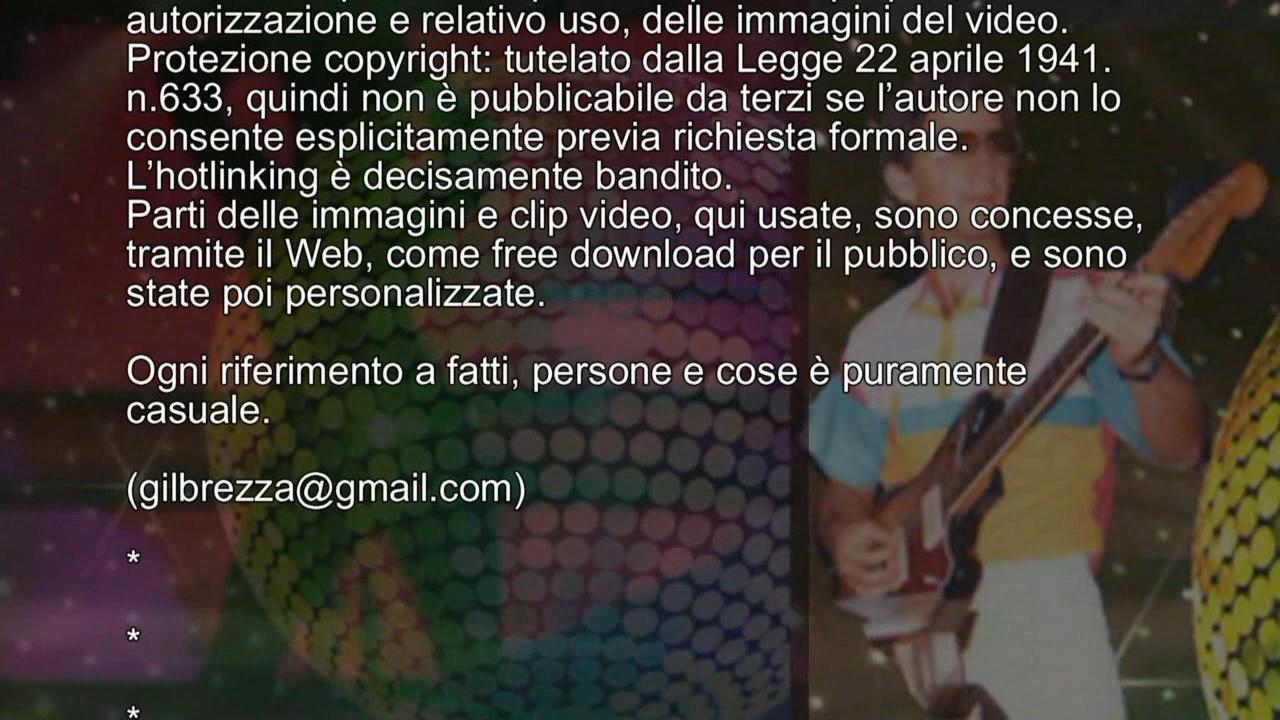 autorizzazione e relativo uso, delle immagini del video.
Protezione copyright: tutelato dalla Legge 22 aprile 1941.
n.633, quindi non è pubblicabile da terzi se l’autore non lo
consente esplicitamente previa richiesta formale.
L’hotlinking è decisamente bandito.
Parti delle immagini e clip video, qui usate, sono concesse,
tramite il Web, come free download per il pubblico, e sono
state poi personalizzate.
Ogni riferimento a fatti, persone e cose è puramente
casuale.
(gilbrezza@gmail.com)
*
*
*